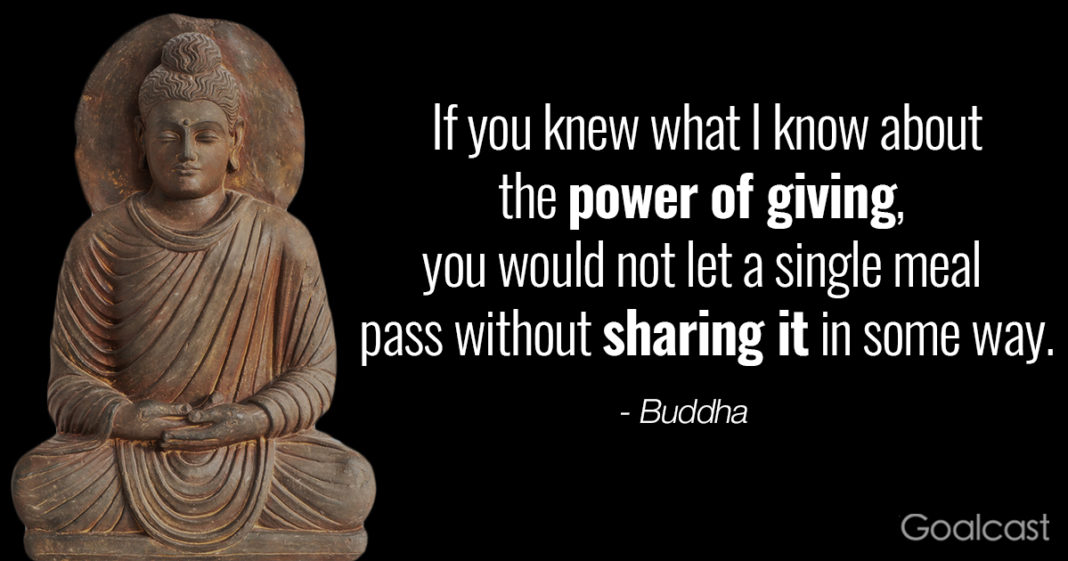 If you knew what I know about
the power of giving,
you would not let a single meal
pass without sharing it in some way.
- Buddha
Goalcast